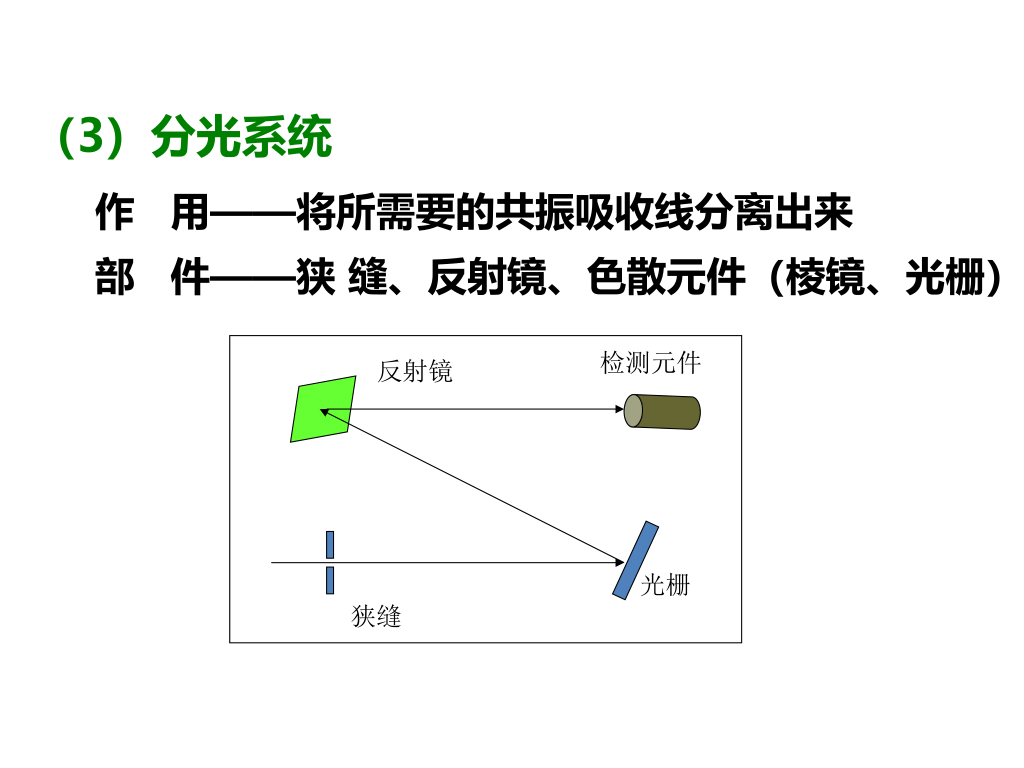 （3）分光系统
作 用——将所需要的共振吸收线分离出来
部 件——狭 缝、反射镜、色散元件（棱镜、光栅）
反射镜
检测元件
光栅
狭缝